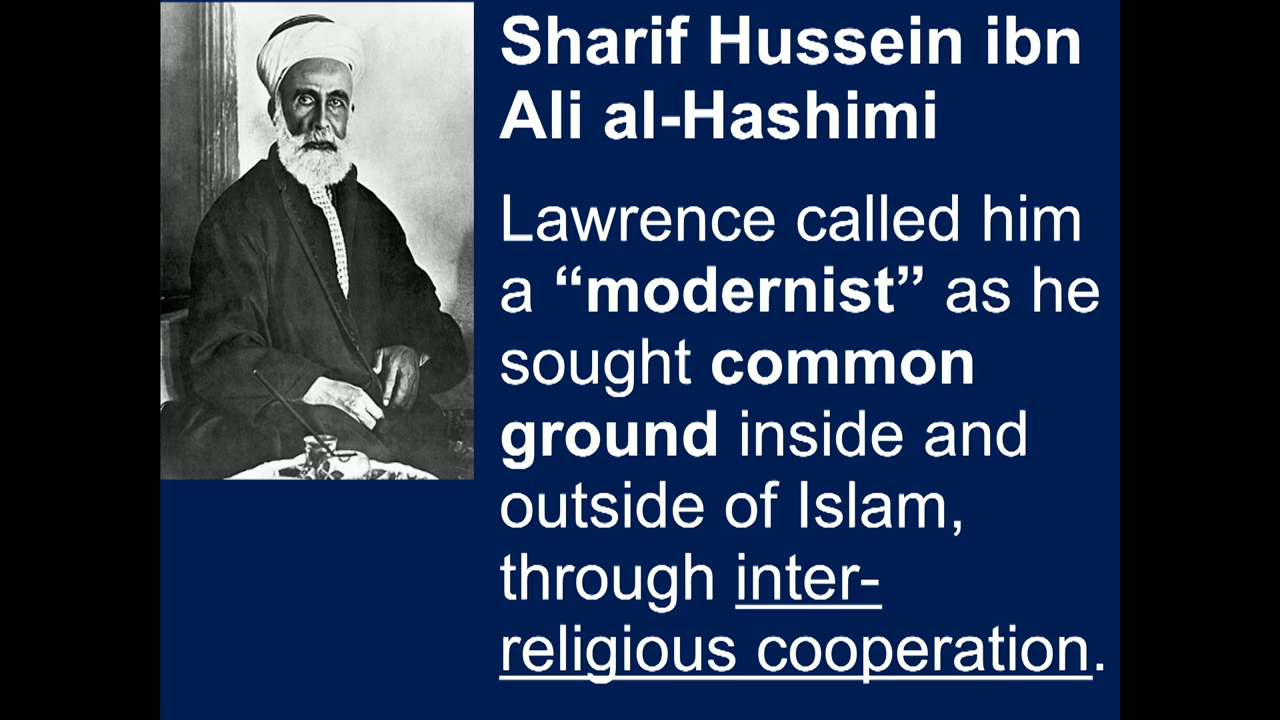 Sharif Hussein ibn
Ali al-Hashimi
Lawrence called him
a “modernist” as he
sought common
ground inside and
outside of Islam,
through inter-
religious cooperation.